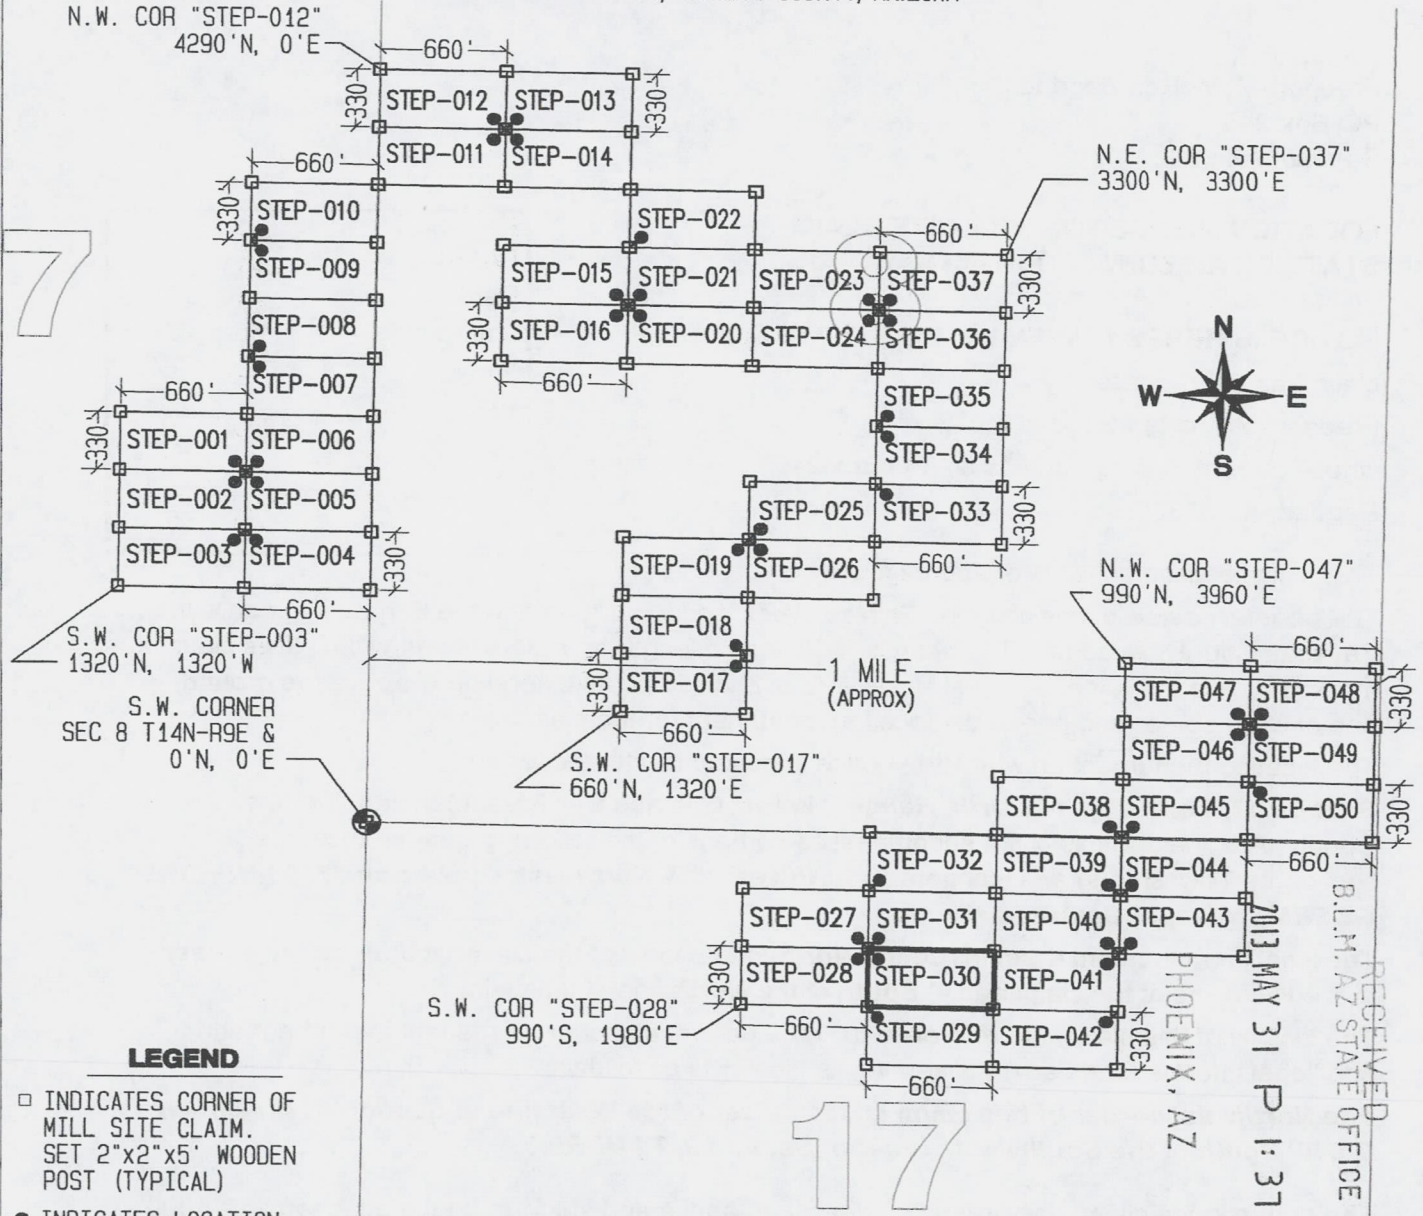 N.W. COR "STEP-012"
4290'N, 0'E
660'
330
STEP-012
STEP-013
330
STEP-011
STEP-014
660'
N.E. COR "STEP-037"
3300'N, 3300'E
330
STEP-010
STEP-022
660'
STEP-009
STEP-015
STEP-021
STEP-023
STEP-037
330
7
STEP-008
330
STEP-016
STEP-020
STEP-024
STEP-036
N
STEP-007
660'
660'
STEP-035
W
E
330
STEP-001
STEP-006
STEP-034
S
STEP-002
STEP-005
STEP-025
STEP-033
330
STEP-003
STEP-004
330
STEP-019
STEP-026
660'
N.W. COR "STEP-047"
990'N, 3960'E
660'
S.W. COR "STEP-003"
1320'N, 1320'W
STEP-018
660'
1 MILE
(APPROX)
330
STEP-017
STEP-047
STEP-048
330
S.W. CORNER
SEC 8 T14N-R9E &
0'N, 0'E
660'
S.W. COR "STEP-017"
660'N, 1320'E
STEP-046
STEP-049
STEP-038
STEP-045
STEP-050
330
STEP-032
STEP-039
STEP-044
660'
STEP-027
STEP-031
STEP-040
STEP-043
330
STEP-028
STEP-030
STEP-041
S.W. COR "STEP-028"
990'S, 1980'E
660'
STEP-029
STEP-042
330
660'
17
RECEIVED
B.L.M. AZ STATE OFFICE
2013 MAY 31 P 1:31
PHOENIX, AZ
LEGEND
INDICATES CORNER OF
MILL SITE CLAIM.
SET 2"x2"x5' WOODEN
POST (TYPICAL)
INDICATES LOCATION